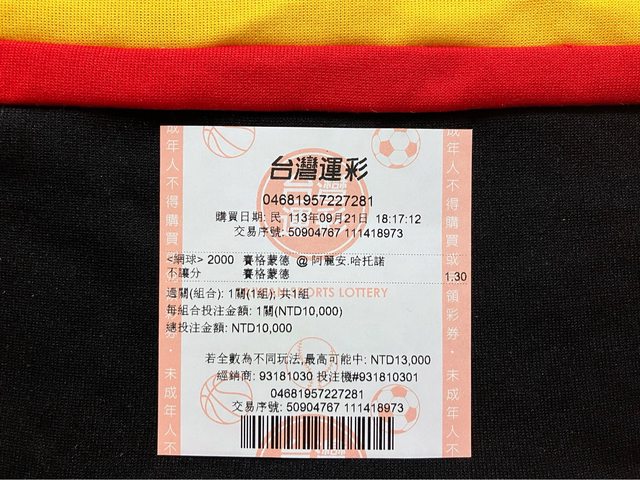 台灣運彩
04681957227281
購買日期: 民 113年09月21日 18:17:12
交易序號: 50904767 111418973
<網球> 2000 賽格蒙德 @ 阿麗安.哈托諾
不讓分 賽格蒙德 1.30
過關(組合): 1關(1組), 共1組
SPORTS LOTTERY
每組合投注金額: 1關(NTD10,000)
總投注金額: NTD10,000
若全數為不同玩法,最高可能中: NTD13,000
經銷商: 93181030 投注機#931810301
04681957227281
交易序號: 50904767 111418973
成年人不得購買或
未成年人
領彩券・未成年人